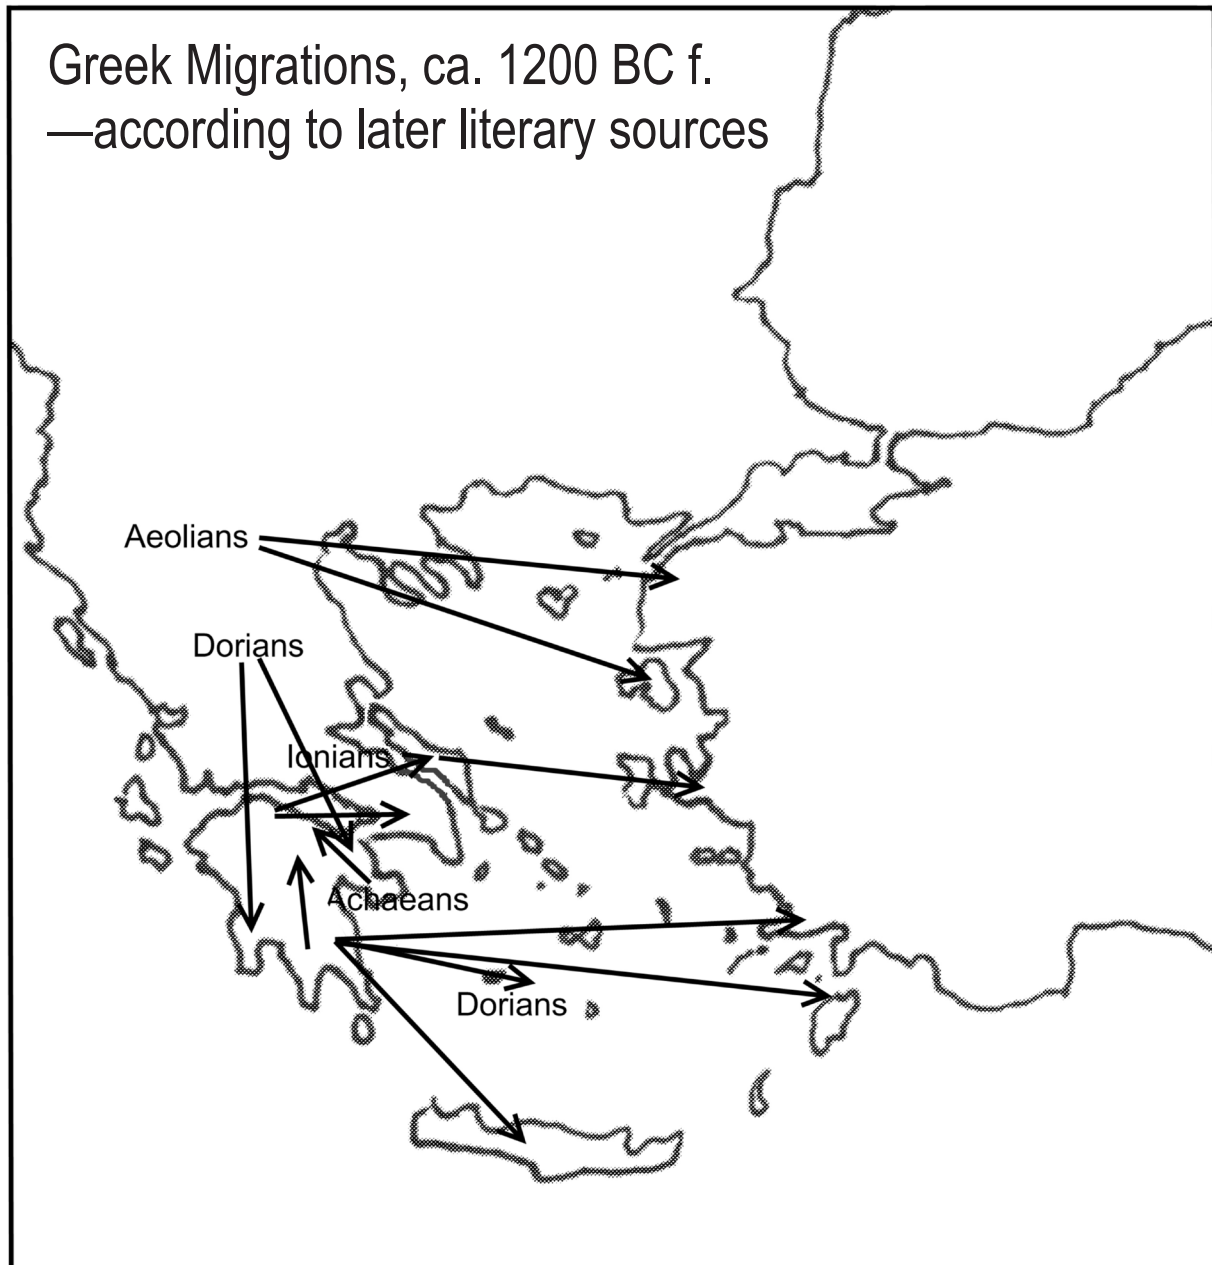 Greek Migrations, ca. 1200 BC f.
—according to later literary sources
Aeolians
Dorians
Ionians
Achaeans
Dorians